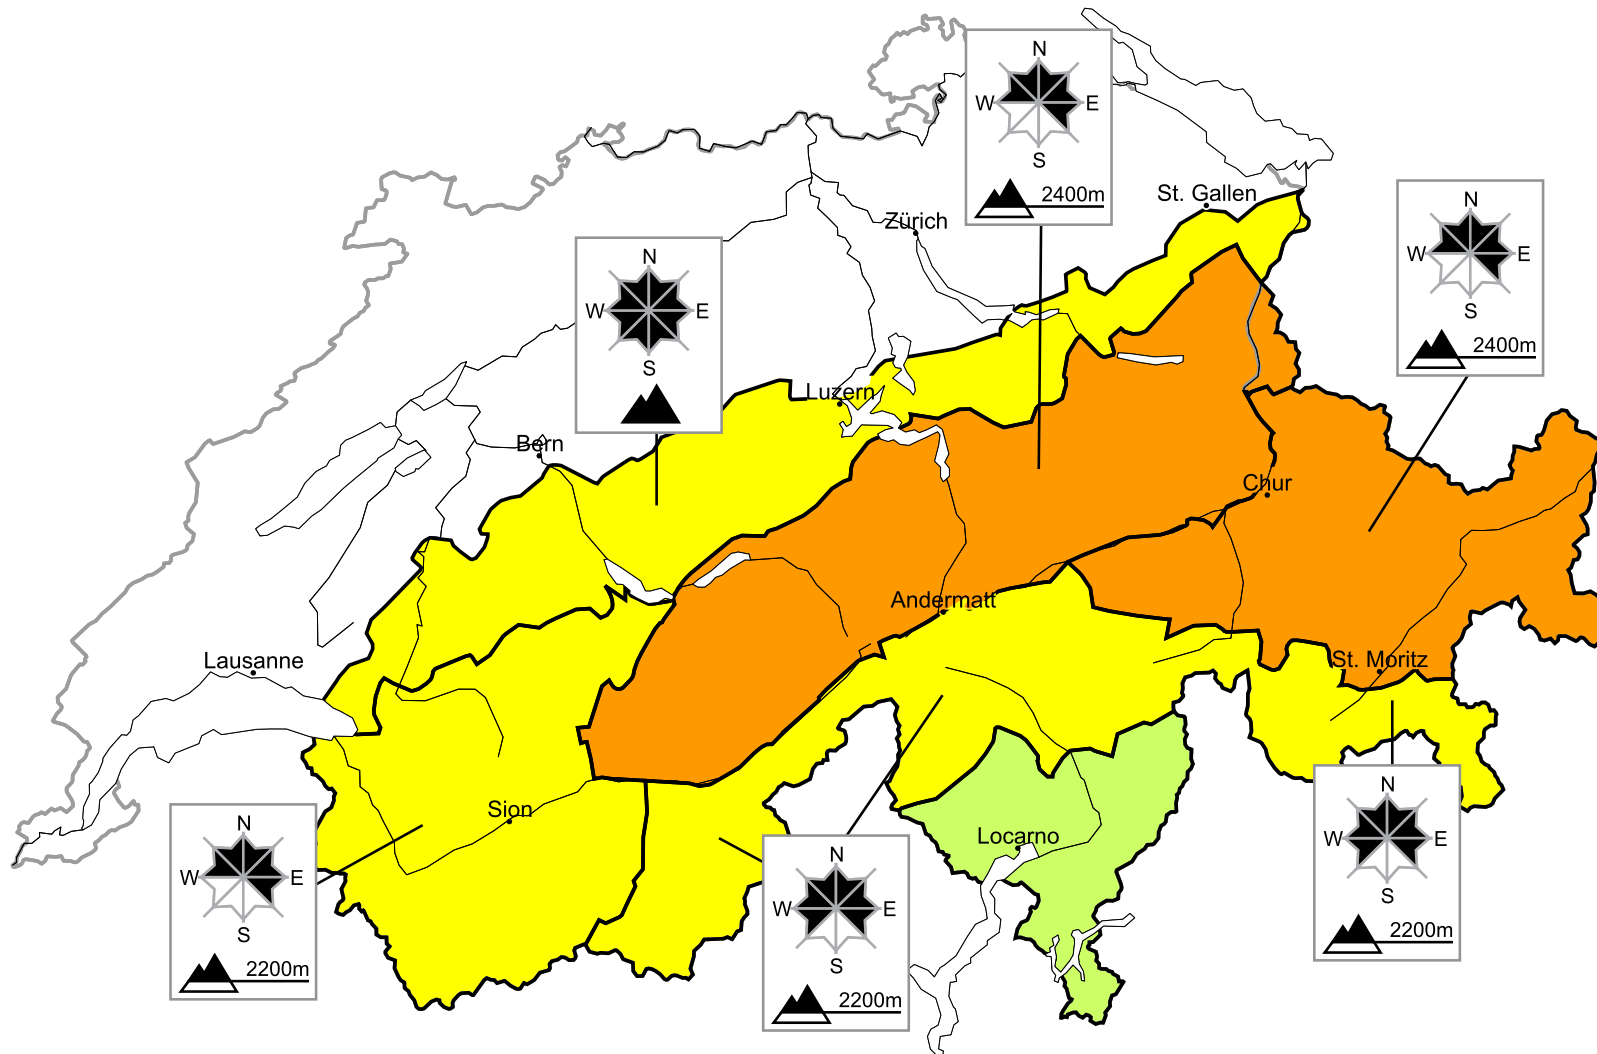 N
W E
S
2400m
St. Gallen
Zürich
N
W E
S
2400m
N
W E
S
Luzern
Bern
Chur
Andermatt
Lausanne
St. Moritz
Sion
Locarno
N
W E
S
2200m
N
W E
S
2200m
N
W E
S
2200m